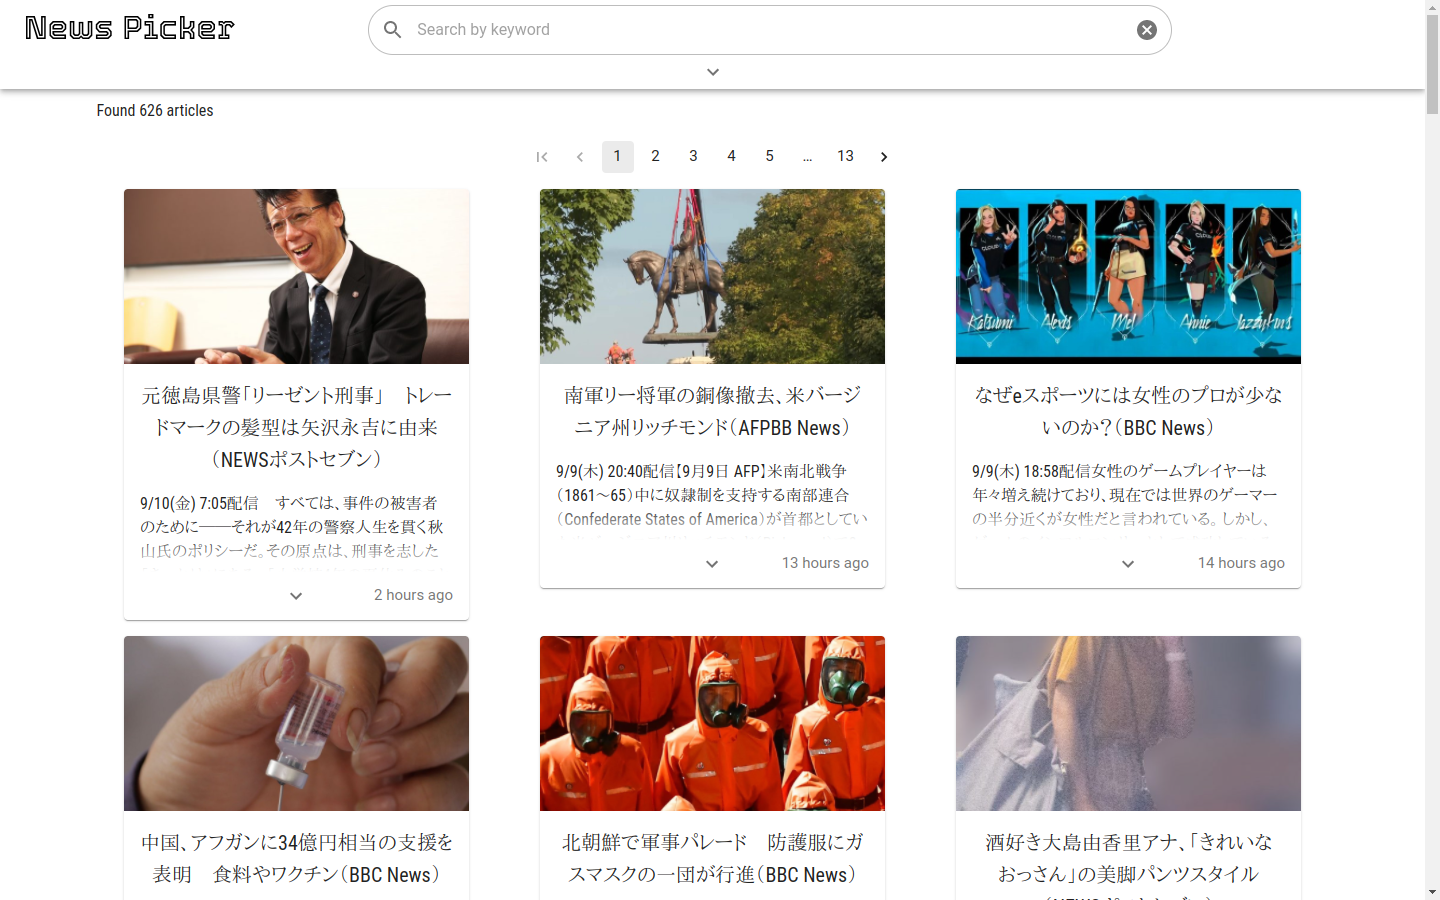 News Picker
Search by keyword
Found 626 articles
1 2 3 4 5 ... 13
元徳島県警「リーゼント刑事」　トレー
ドマークの髪型は矢沢永吉に由来
（NEWSポストセブン）
9/10(金) 7:05配信　すべては、事件の被害者
のために——それが42年の警察人生を貫く秋
山氏のポリシーだ。その原点は、刑事を志した
2 hours ago
南軍リー将軍の銅像撤去、米バージ
ニア州リッチモンド（AFPBB News）
9/9(木) 20:40配信【9月9日 AFP】米南北戦争
（1861〜65）中に奴隷制を支持する南部連合
（Confederate States of America）が首都としてい
13 hours ago
CLOUD
Katsumi Alexis Mel Annie Jazzyk1ns
なぜeスポーツには女性のプロが少な
いのか？（BBC News）
9/9(木) 18:58配信女性のゲームプレイヤーは
年々増え続けており、現在では世界のゲーマー
の半分近くが女性だと言われている。しかし、
14 hours ago
中国、アフガンに34億円相当の支援を
表明　食料やワクチン（BBC News）
北朝鮮で軍事パレード　防護服にガ
スマスクの一団が行進（BBC News）
酒好き大島由香里アナ、「きれいな
おっさん」の美脚パンツスタイル